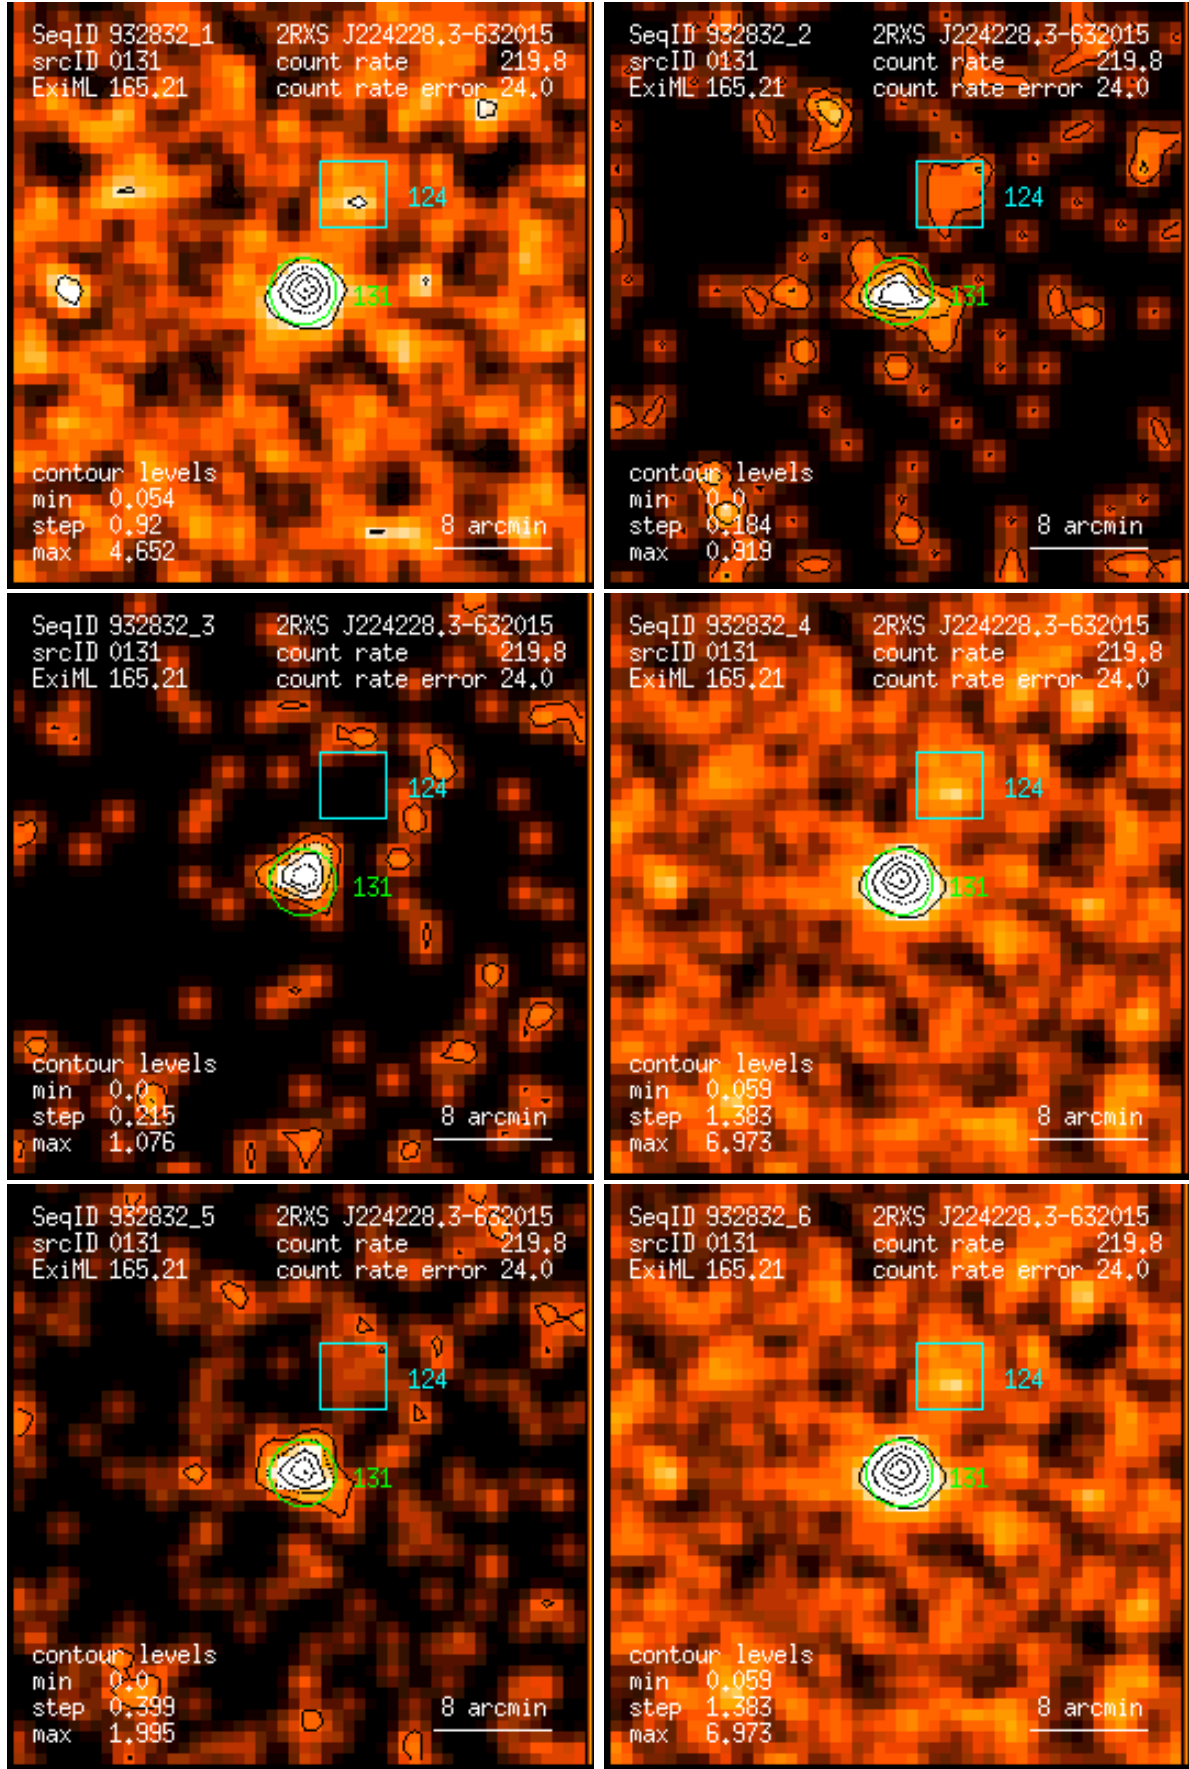 SeqID 932832_1 2RXS J224228.3-632015
srcID 0131 count rate 219.8
ExiML 165.21 count rate error 24.0
124
131
contour levels
min 0.054
step 0.92
max 4.652
8 arcmin
SeqID 932832_2 2RXS J224228.3-632015
srcID 0131 count rate 219.8
ExiML 165.21 count rate error 24.0
124
131
contour levels
min 0.0
step 0.184
max 0.919
8 arcmin
SeqID 932832_3 2RXS J224228.3-632015
srcID 0131 count rate 219.8
ExiML 165.21 count rate error 24.0
124
131
contour levels
min 0.0
step 0.215
max 1.076
8 arcmin
SeqID 932832_4 2RXS J224228.3-632015
srcID 0131 count rate 219.8
ExiML 165.21 count rate error 24.0
124
131
contour levels
min 0.059
step 1.383
max 6.973
8 arcmin
SeqID 932832_5 2RXS J224228.3-632015
srcID 0131 count rate 219.8
ExiML 165.21 count rate error 24.0
124
131
contour levels
min 0.0
step 0.399
max 1.995
8 arcmin
SeqID 932832_6 2RXS J224228.3-632015
srcID 0131 count rate 219.8
ExiML 165.21 count rate error 24.0
124
131
contour levels
min 0.059
step 1.383
max 6.973
8 arcmin